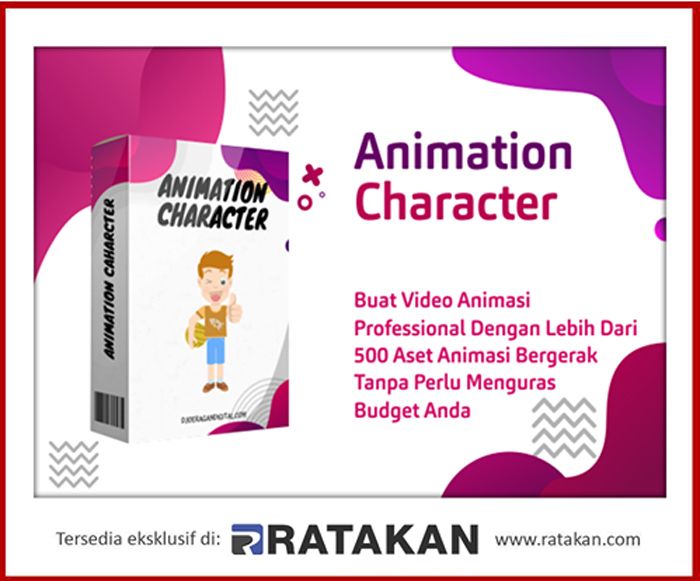 Animation
Character
ANIMATION
CHARACTER
ANIMATION CAHARCTER
Buat Video Animasi
Professional Dengan Lebih Dari
500 Aset Animasi Bergerak
Tanpa Perlu Menguras
Budget Anda
DJOERAGANDIGITAL.COM
Tersedia eksklusif di: RATAKAN www.ratakan.com